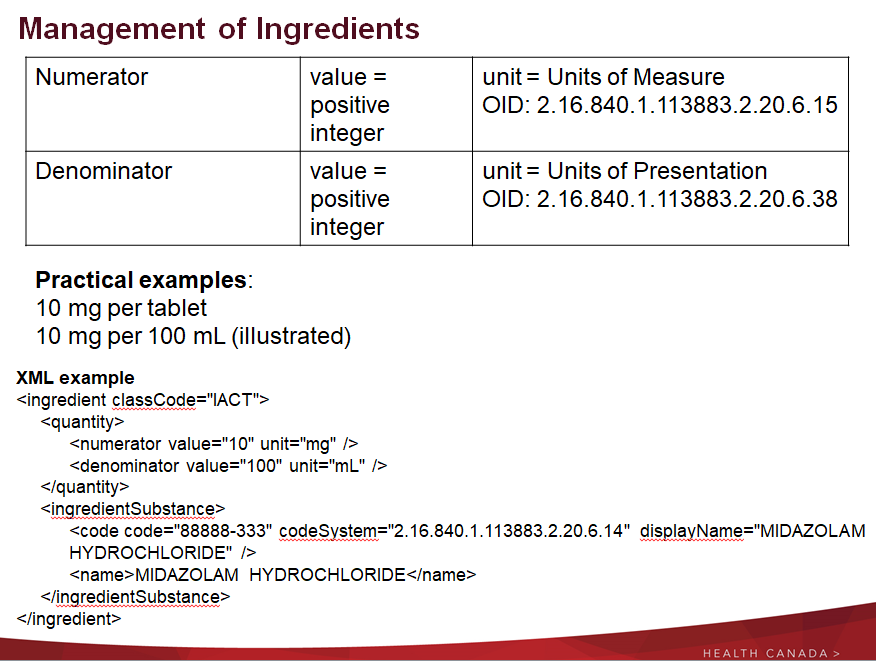 Management of Ingredients
Numerator
value =
positive
integer
unit = Units of Measure
OID: 2.16.840.1.113883.2.20.6.15
Denominator
value =
positive
integer
unit = Units of Presentation
OID: 2.16.840.1.113883.2.20.6.38
Practical examples:
10 mg per tablet
10 mg per 100 mL (illustrated)
XML example
<ingredient classCode="IACT">
<quantity>
<numerator value="10" unit="mg" />
<denominator value="100" unit="mL" />
</quantity>
<ingredientSubstance>
<code code="88888-333" codeSystem="2.16.840.1.113883.2.20.6.14" displayName="MIDAZOLAM
HYDROCHLORIDE" />
<name>MIDAZOLAM HYDROCHLORIDE</name>
</ingredientSubstance>
</ingredient>
HEALTH CANADA >